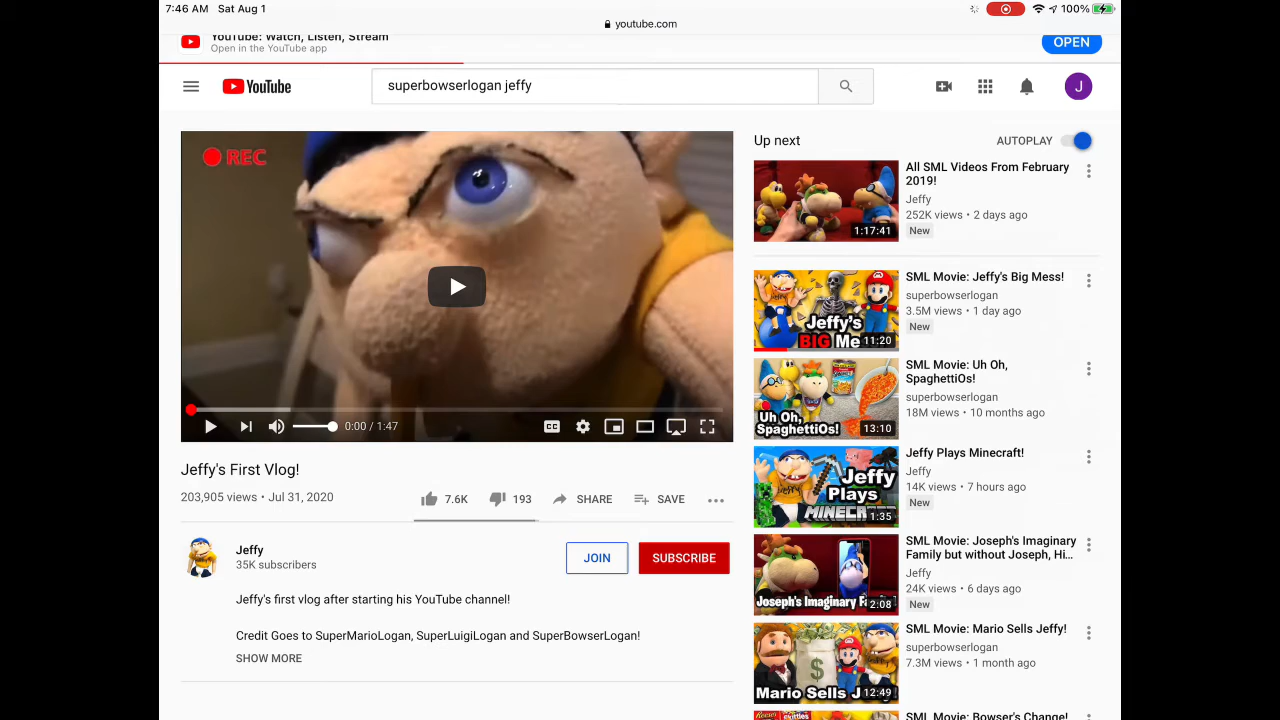 7:46 AM Sat Aug 1
100%
youtube.com
YouTube: Watch, Listen, Stream
Open in the YouTube app
OPEN
YouTube
superbowserlogan jeffy
J
REC
0:00 / 1:47
CC
Jeffy's First Vlog!
203,905 views • Jul 31, 2020
7.6K
193
SHARE
SAVE
Jeffy
35K subscribers
JOIN
SUBSCRIBE
Jeffy's first vlog after starting his YouTube channel!
Credit Goes to SuperMarioLogan, SuperLuigiLogan and SuperBowserLogan!
SHOW MORE
Up next
AUTOPLAY
1:17:41
All SML Videos From February
2019!
Jeffy
252K views • 2 days ago
New
Jeffy's
BIG Me
11:20
SML Movie: Jeffy's Big Mess!
superbowserlogan
3.5M views • 1 day ago
New
Uh Oh,
SpaghettiOs!
13:10
SML Movie: Uh Oh,
SpaghettiOs!
superbowserlogan
18M views • 10 months ago
Jeffy
Plays
MINECRAFT
1:35
Jeffy Plays Minecraft!
Jeffy
14K views • 7 hours ago
New
Joseph's Imaginary Fa
2:08
SML Movie: Joseph's Imaginary
Family but without Joseph, Hi...
Jeffy
24K views • 6 days ago
New
$
Mario Sells J
12:49
SML Movie: Mario Sells Jeffy!
superbowserlogan
7.3M views • 1 month ago
SML Movie: Bowser's Change!